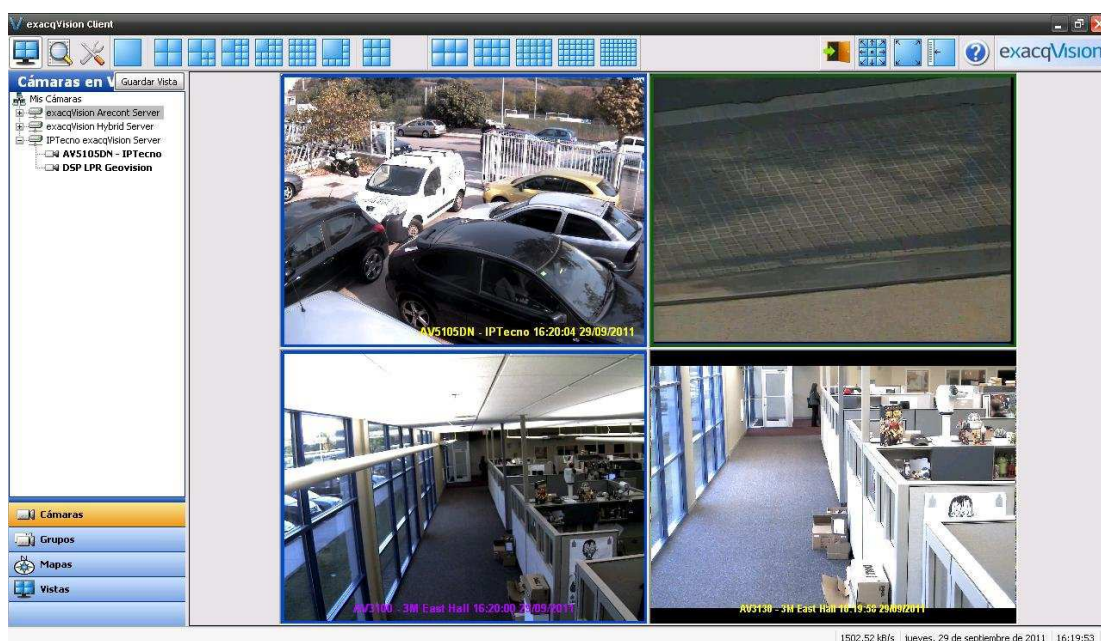 exacqVision Client
exacqVision
Cámaras en V
Guardar Vista
Mis Cámaras
exacqVision Arecont Server
exacqVision Hybrid Server
IPTecno exacqVision Server
AV5105DN - IPTecno
DSP LPR Geovision
AV5105DN - IPTecno 16:20:04 29/09/2011
AV3100 - 3M East Hall 16:20:00 29/09/2011
AV3130 - 3M East Hall 16:19:58 29/09/2011
Cámaras
Grupos
Mapas
Vistas
1502.52 kB/s jueves, 29 de septiembre de 2011 16:19:53